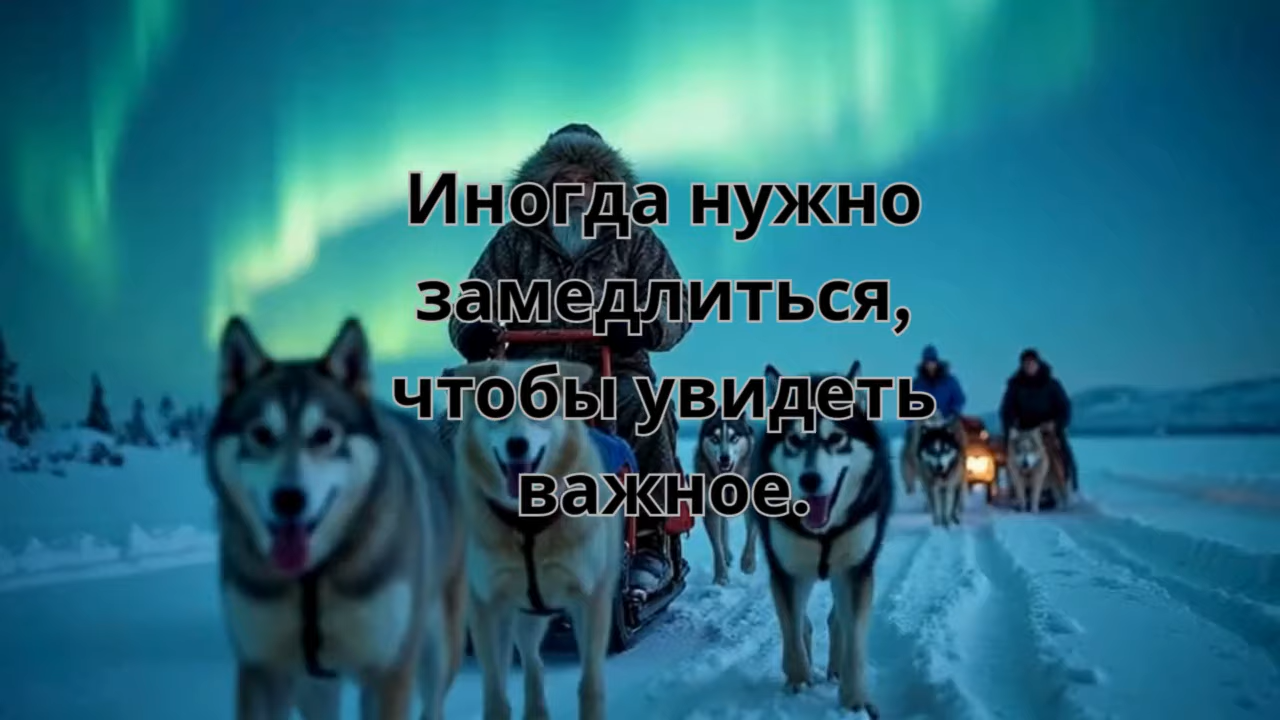 Иногда нужно
замедлиться,
чтобы увидеть
важное.